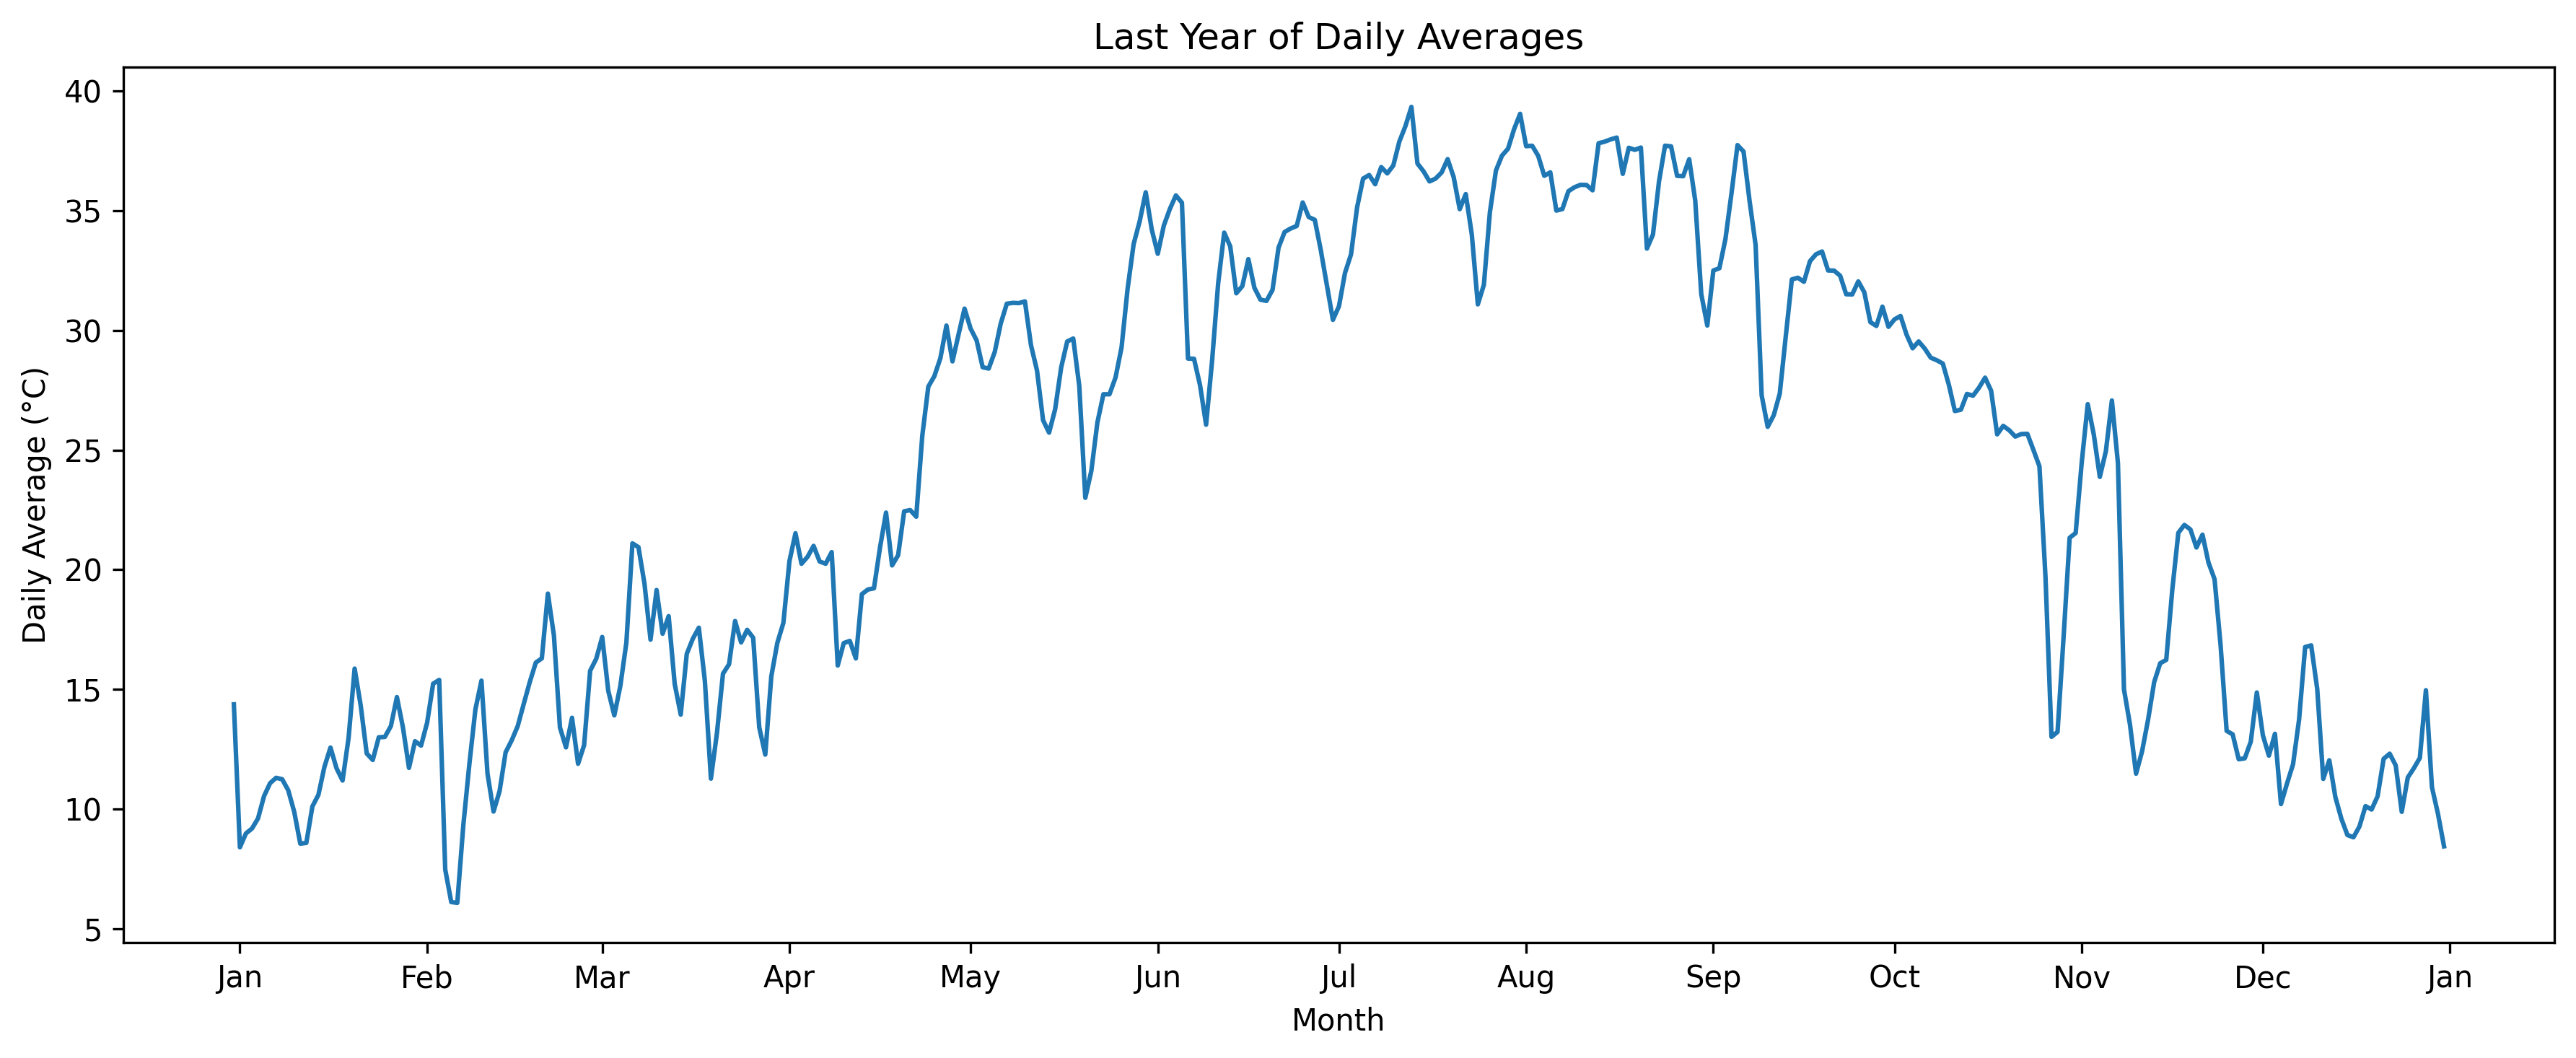 Last Year of Daily Averages
Daily Average (°C)
40
35
30
25
20
15
10
5
Jan Feb Mar Apr May Jun Jul Aug Sep Oct Nov Dec Jan
Month